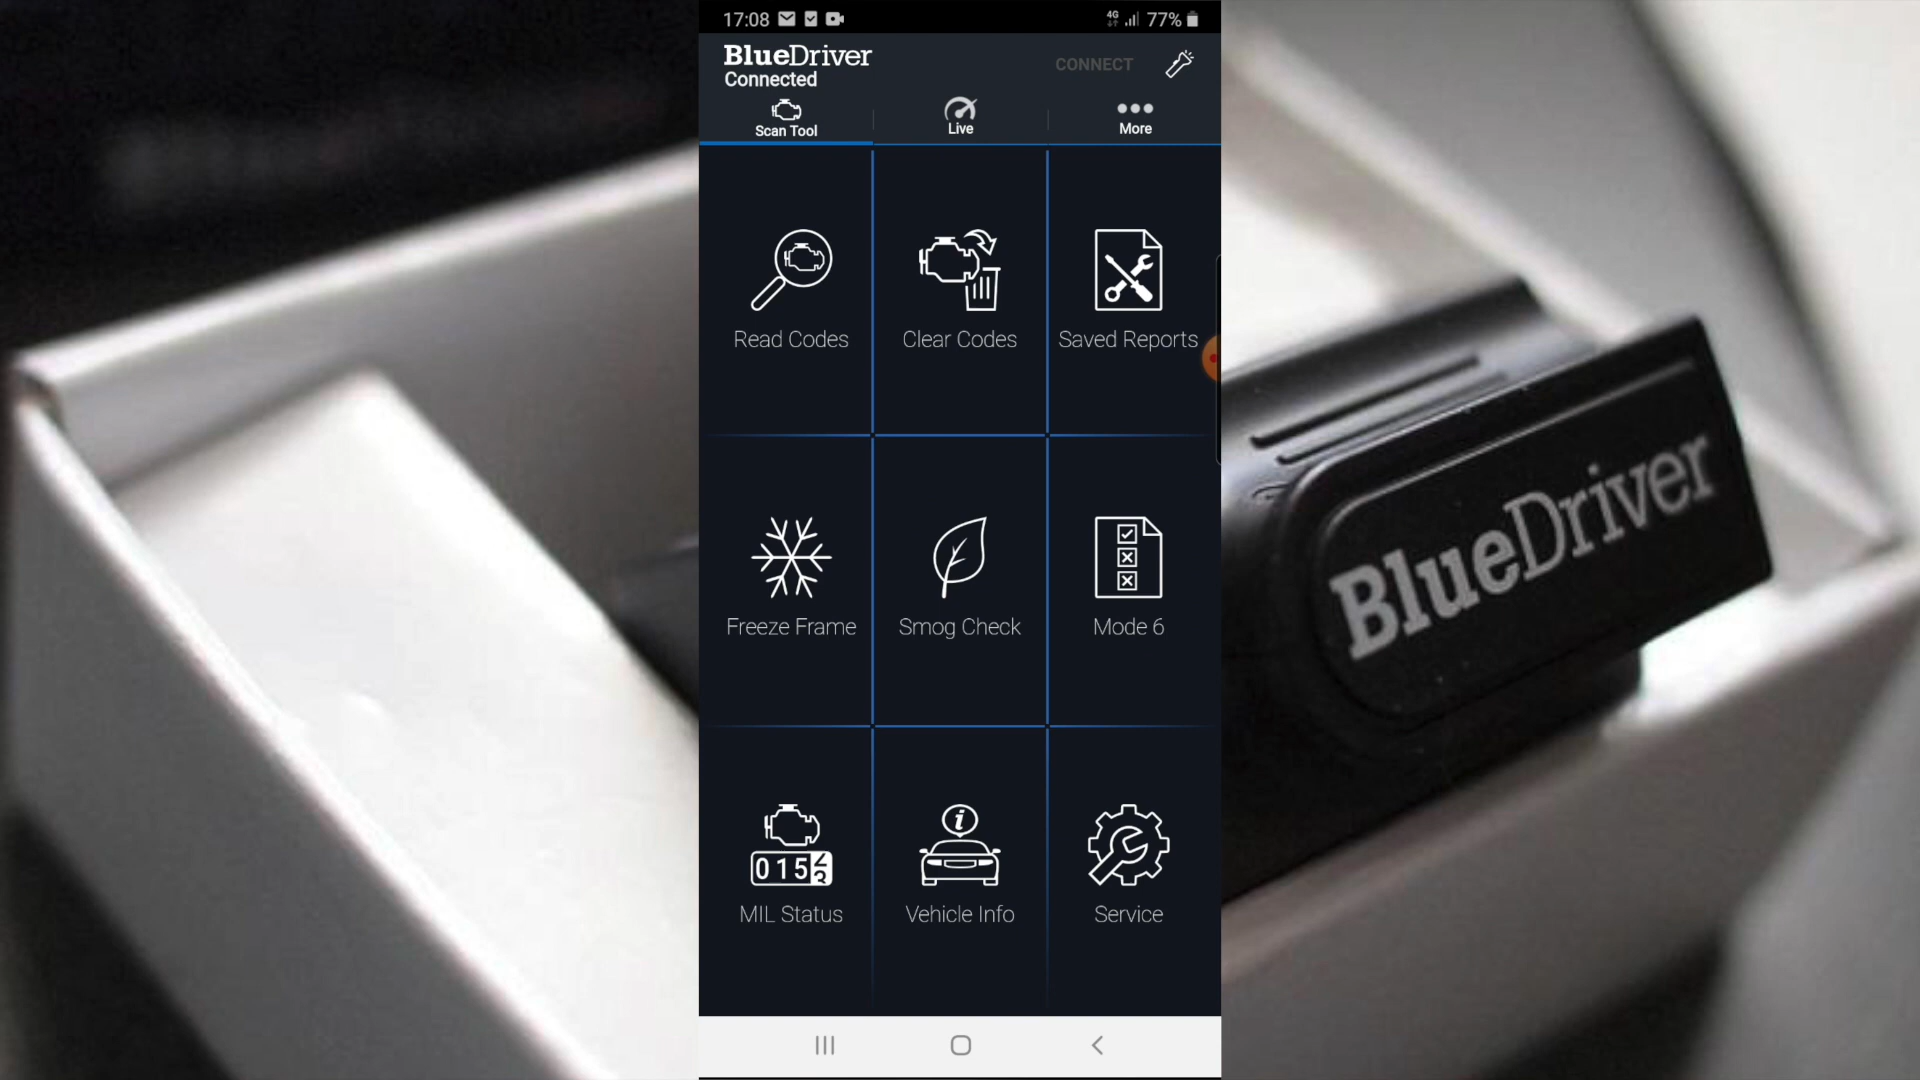 17:08
4G
77%
BlueDriver
CONNECT
Connected
Scan Tool
Live
More
Read Codes
Clear Codes
Saved Reports
Freeze Frame
Smog Check
Mode 6
015
MIL Status
i
Vehicle Info
Service
BlueDriver